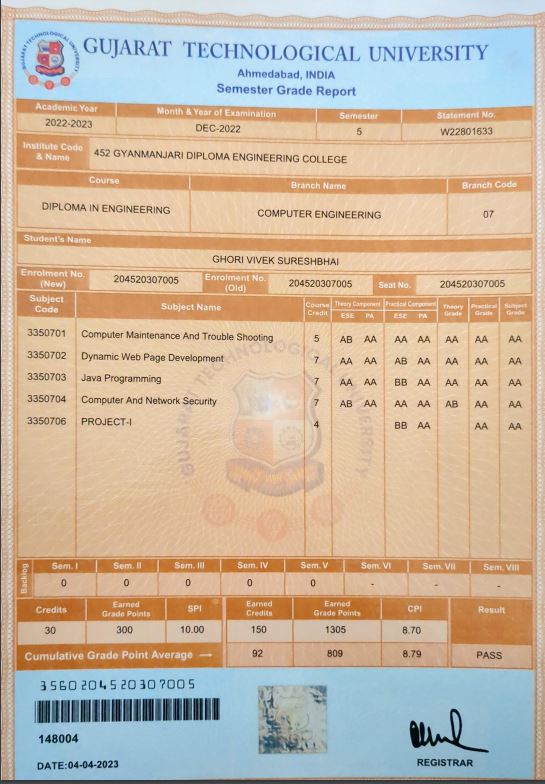 GUJARAT TECHNOLOGICAL UNIVERSITY
Ahmedabad, INDIA
Semester Grade Report
Academic Year Month & Year of Examination Semester Statement No.
2022-2023 DEC-2022 5 W22801633
Institute Code & Name 452 GYANMANJARI DIPLOMA ENGINEERING COLLEGE
Course Branch Name Branch Code
DIPLOMA IN ENGINEERING COMPUTER ENGINEERING 07
Student's Name
GHORI VIVEK SURESHBHAI
Enrolment No. (New) 204520307005 Enrolment No. (Old) 204520307005 Seat No. 204520307005
Subject Code Subject Name Course Credit Theory Component Practical Component Theory Grade Practical Grade Subject Grade
ESE PA ESE PA
3350701 Computer Maintenance And Trouble Shooting 5 AB AA AA AA AA AA AA
3350702 Dynamic Web Page Development 7 AA AA AB AA AA AA AA
3350703 Java Programming 7 AA AA BB AA AA AA AA
3350704 Computer And Network Security 7 AB AA AA AA AB AA AA
3350706 PROJECT-I 4 BB AA AA AA
GUJARAT TECHNOLOGICAL UNIVERSITY
Backlog Sem. I Sem. II Sem. III Sem. IV Sem. V Sem. VI Sem. VII Sem. VIII
0 0 0 0 0 - - -
Credits Earned Grade Points SPI Earned Credits Earned Grade Points CPI Result
30 300 10.00 150 1305 8.70
Cumulative Grade Point Average → 92 809 8.79 PASS
3560204520307005
148004
DATE:04-04-2023
REGISTRAR